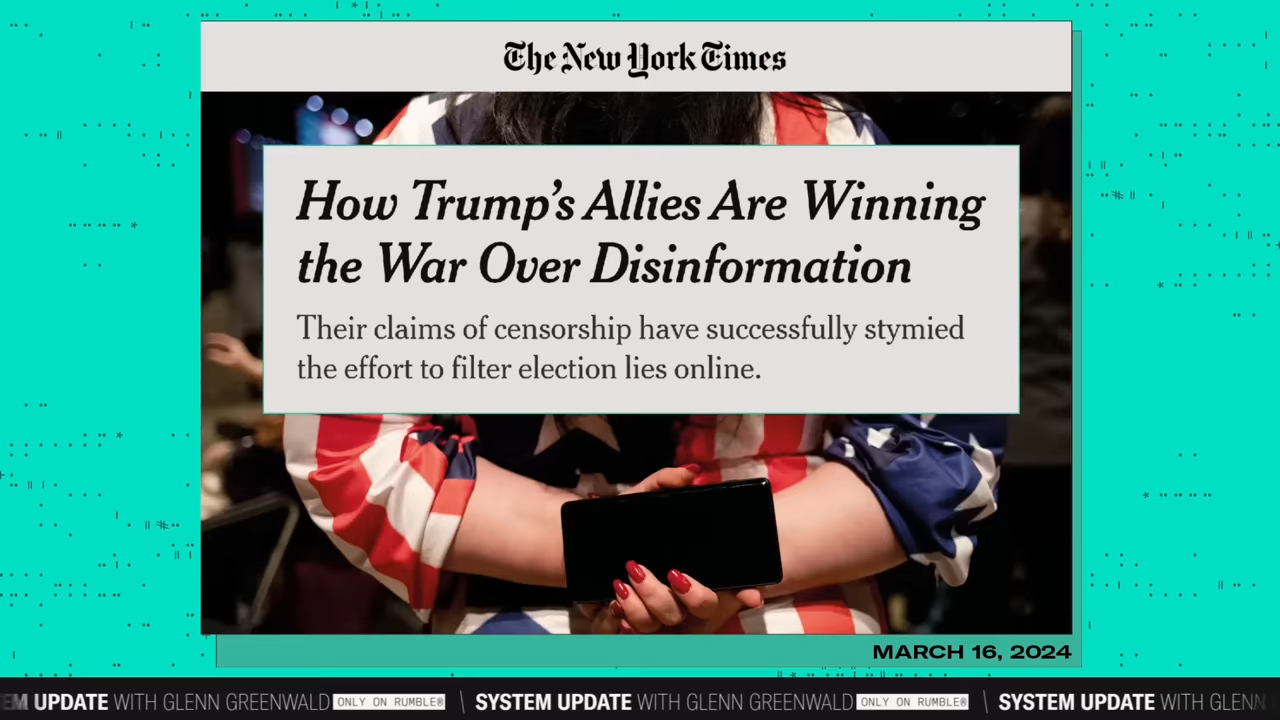 The New York Times
How Trump's Allies Are Winning
the War Over Disinformation
Their claims of censorship have successfully stymied
the effort to filter election lies online.
MARCH 16, 2024
EM UPDATE WITH GLENN GREENWALD ONLY ON RUMBLE® \ SYSTEM UPDATE WITH GLENN GREENWALD ONLY ON RUMBLE® \ SYSTEM UPDATE WITH GLENN